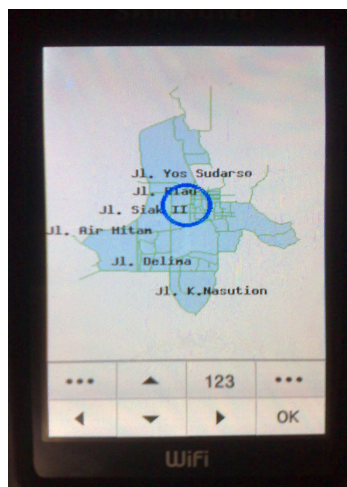 Jl. Yos Sudarso
Jl. Riau
Jl. Siak II
Jl. Air Hitam
Jl. Delima
Jl. K.Nasution
123
OK
WiFi